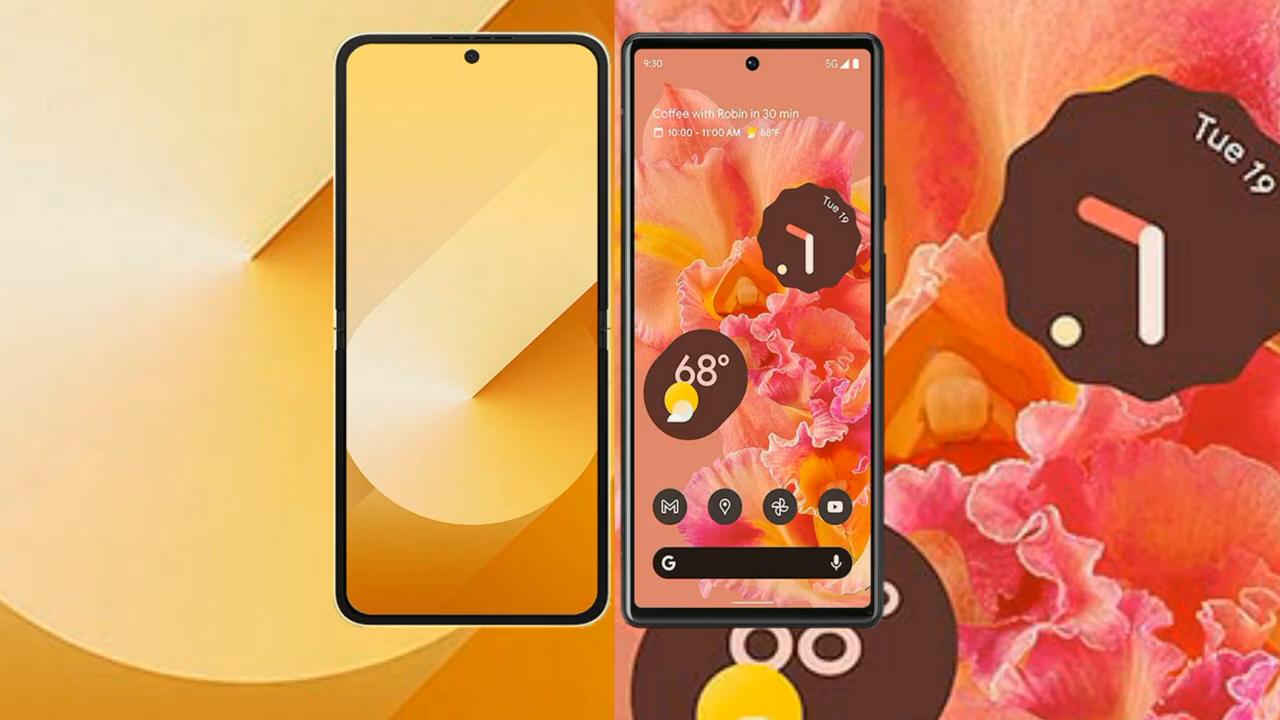 9:30
5G
Coffee with Robin in 30 min
10:00 - 11:00 AM 68°F
Tue 19
68°
G
Tue 19